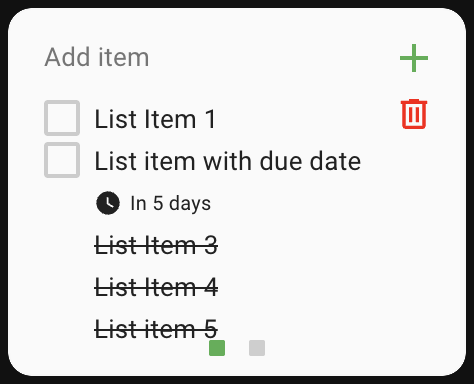 Add item
List Item 1
List item with due date
In 5 days
List Item 3
List Item 4
List item 5